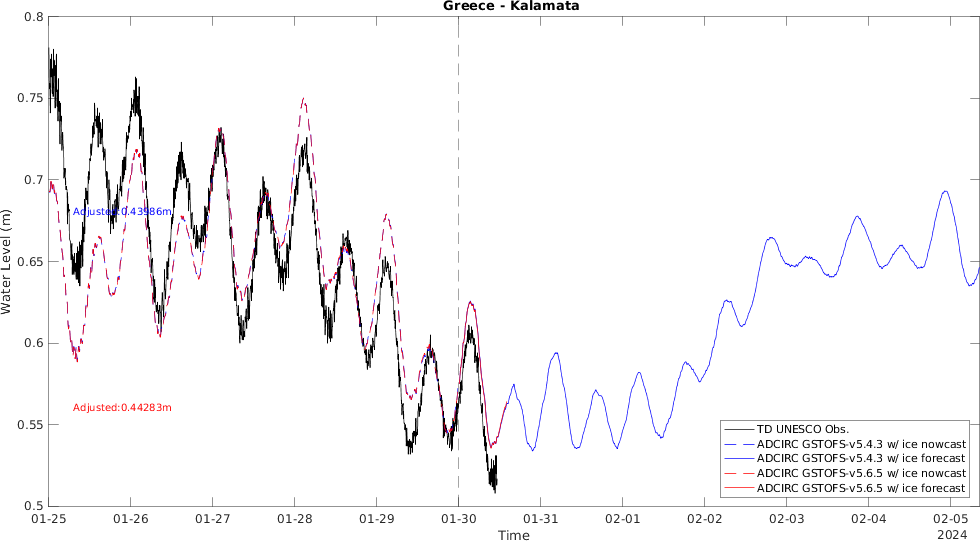 Greece - Kalamata
0.8
0.75
0.7
0.65
0.6
0.55
0.5
Water Level (m)
Adjusted:0.43986m
Adjusted:0.44283m
TD UNESCO Obs.
ADCIRC GSTOFS-v5.4.3 w/ ice nowcast
ADCIRC GSTOFS-v5.4.3 w/ ice forecast
ADCIRC GSTOFS-v5.6.5 w/ ice nowcast
ADCIRC GSTOFS-v5.6.5 w/ ice forecast
01-25 01-26 01-27 01-28 01-29 01-30 01-31 02-01 02-02 02-03 02-04 02-05
Time
2024